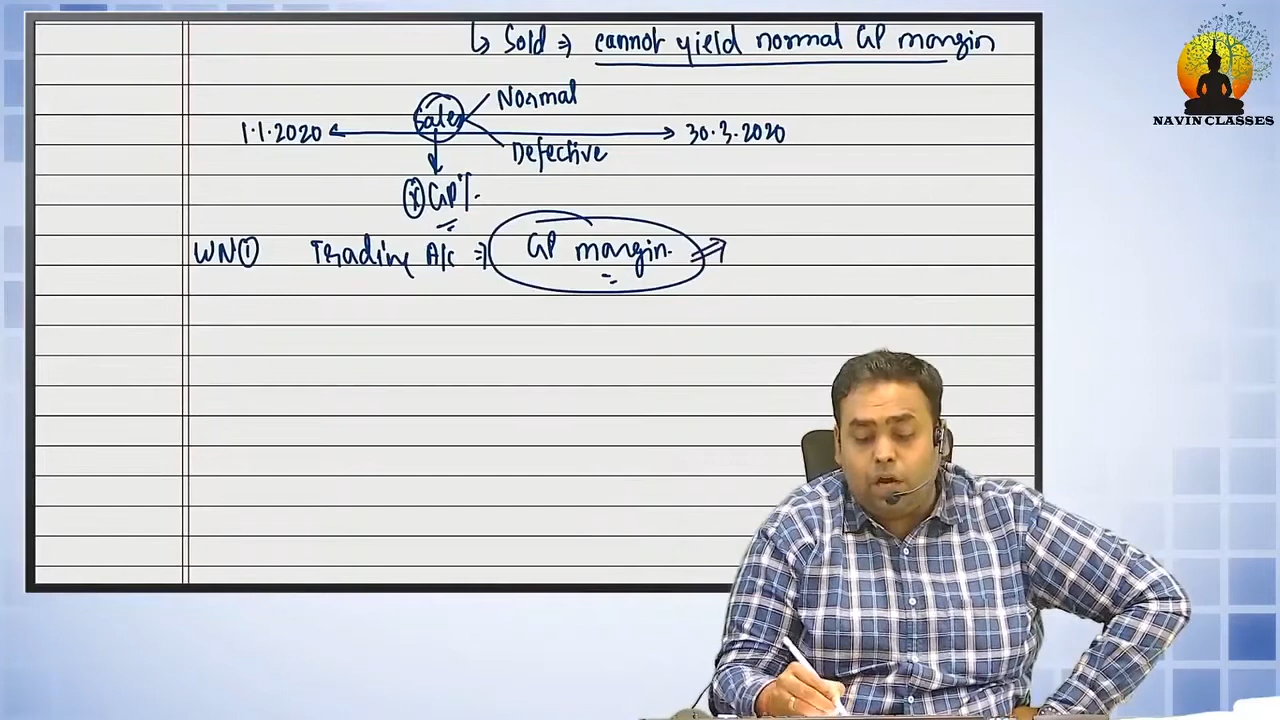 ↳ Sold ⇒ cannot yield normal GP margin
Normal
Sales
1.1.2020
30.3.2020
Defective
(x) GP%
WN① Trading A/c ⇒ GP margin. ⇒
NAVIN CLASSES